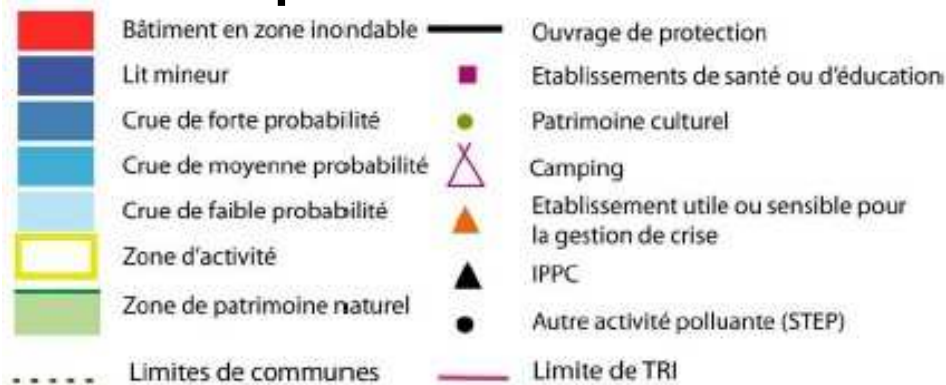 Bâtiment en zone inondable
Lit mineur
Crue de forte probabilité
Crue de moyenne probabilité
Crue de faible probabilité
Zone d'activité
Zone de patrimoine naturel
Limites de communes
Ouvrage de protection
Etablissements de santé ou d'éducation
Patrimoine culturel
Camping
Etablissement utile ou sensible pour
la gestion de crise
IPPC
Autre activité polluante (STEP)
Limite de TRI